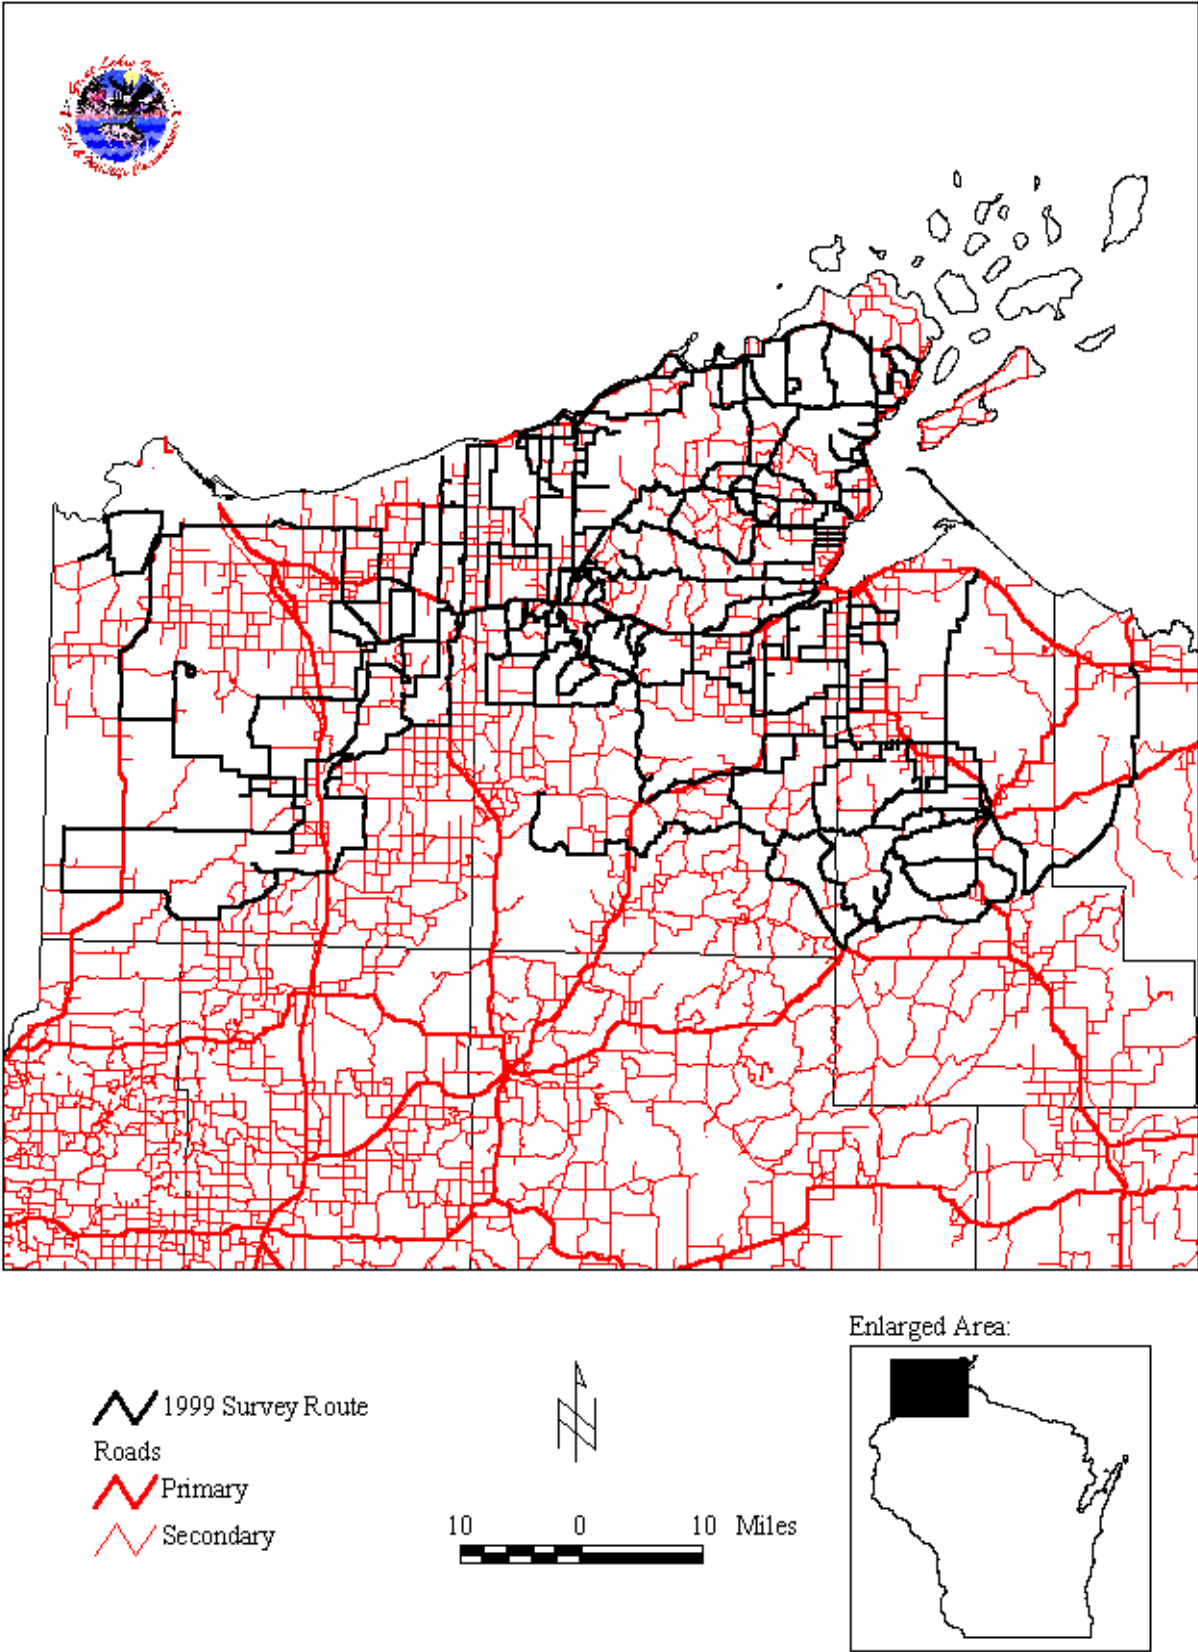 Enlarged Area:
1999 Survey Route
Roads
Primary
Secondary
10 0 10 Miles